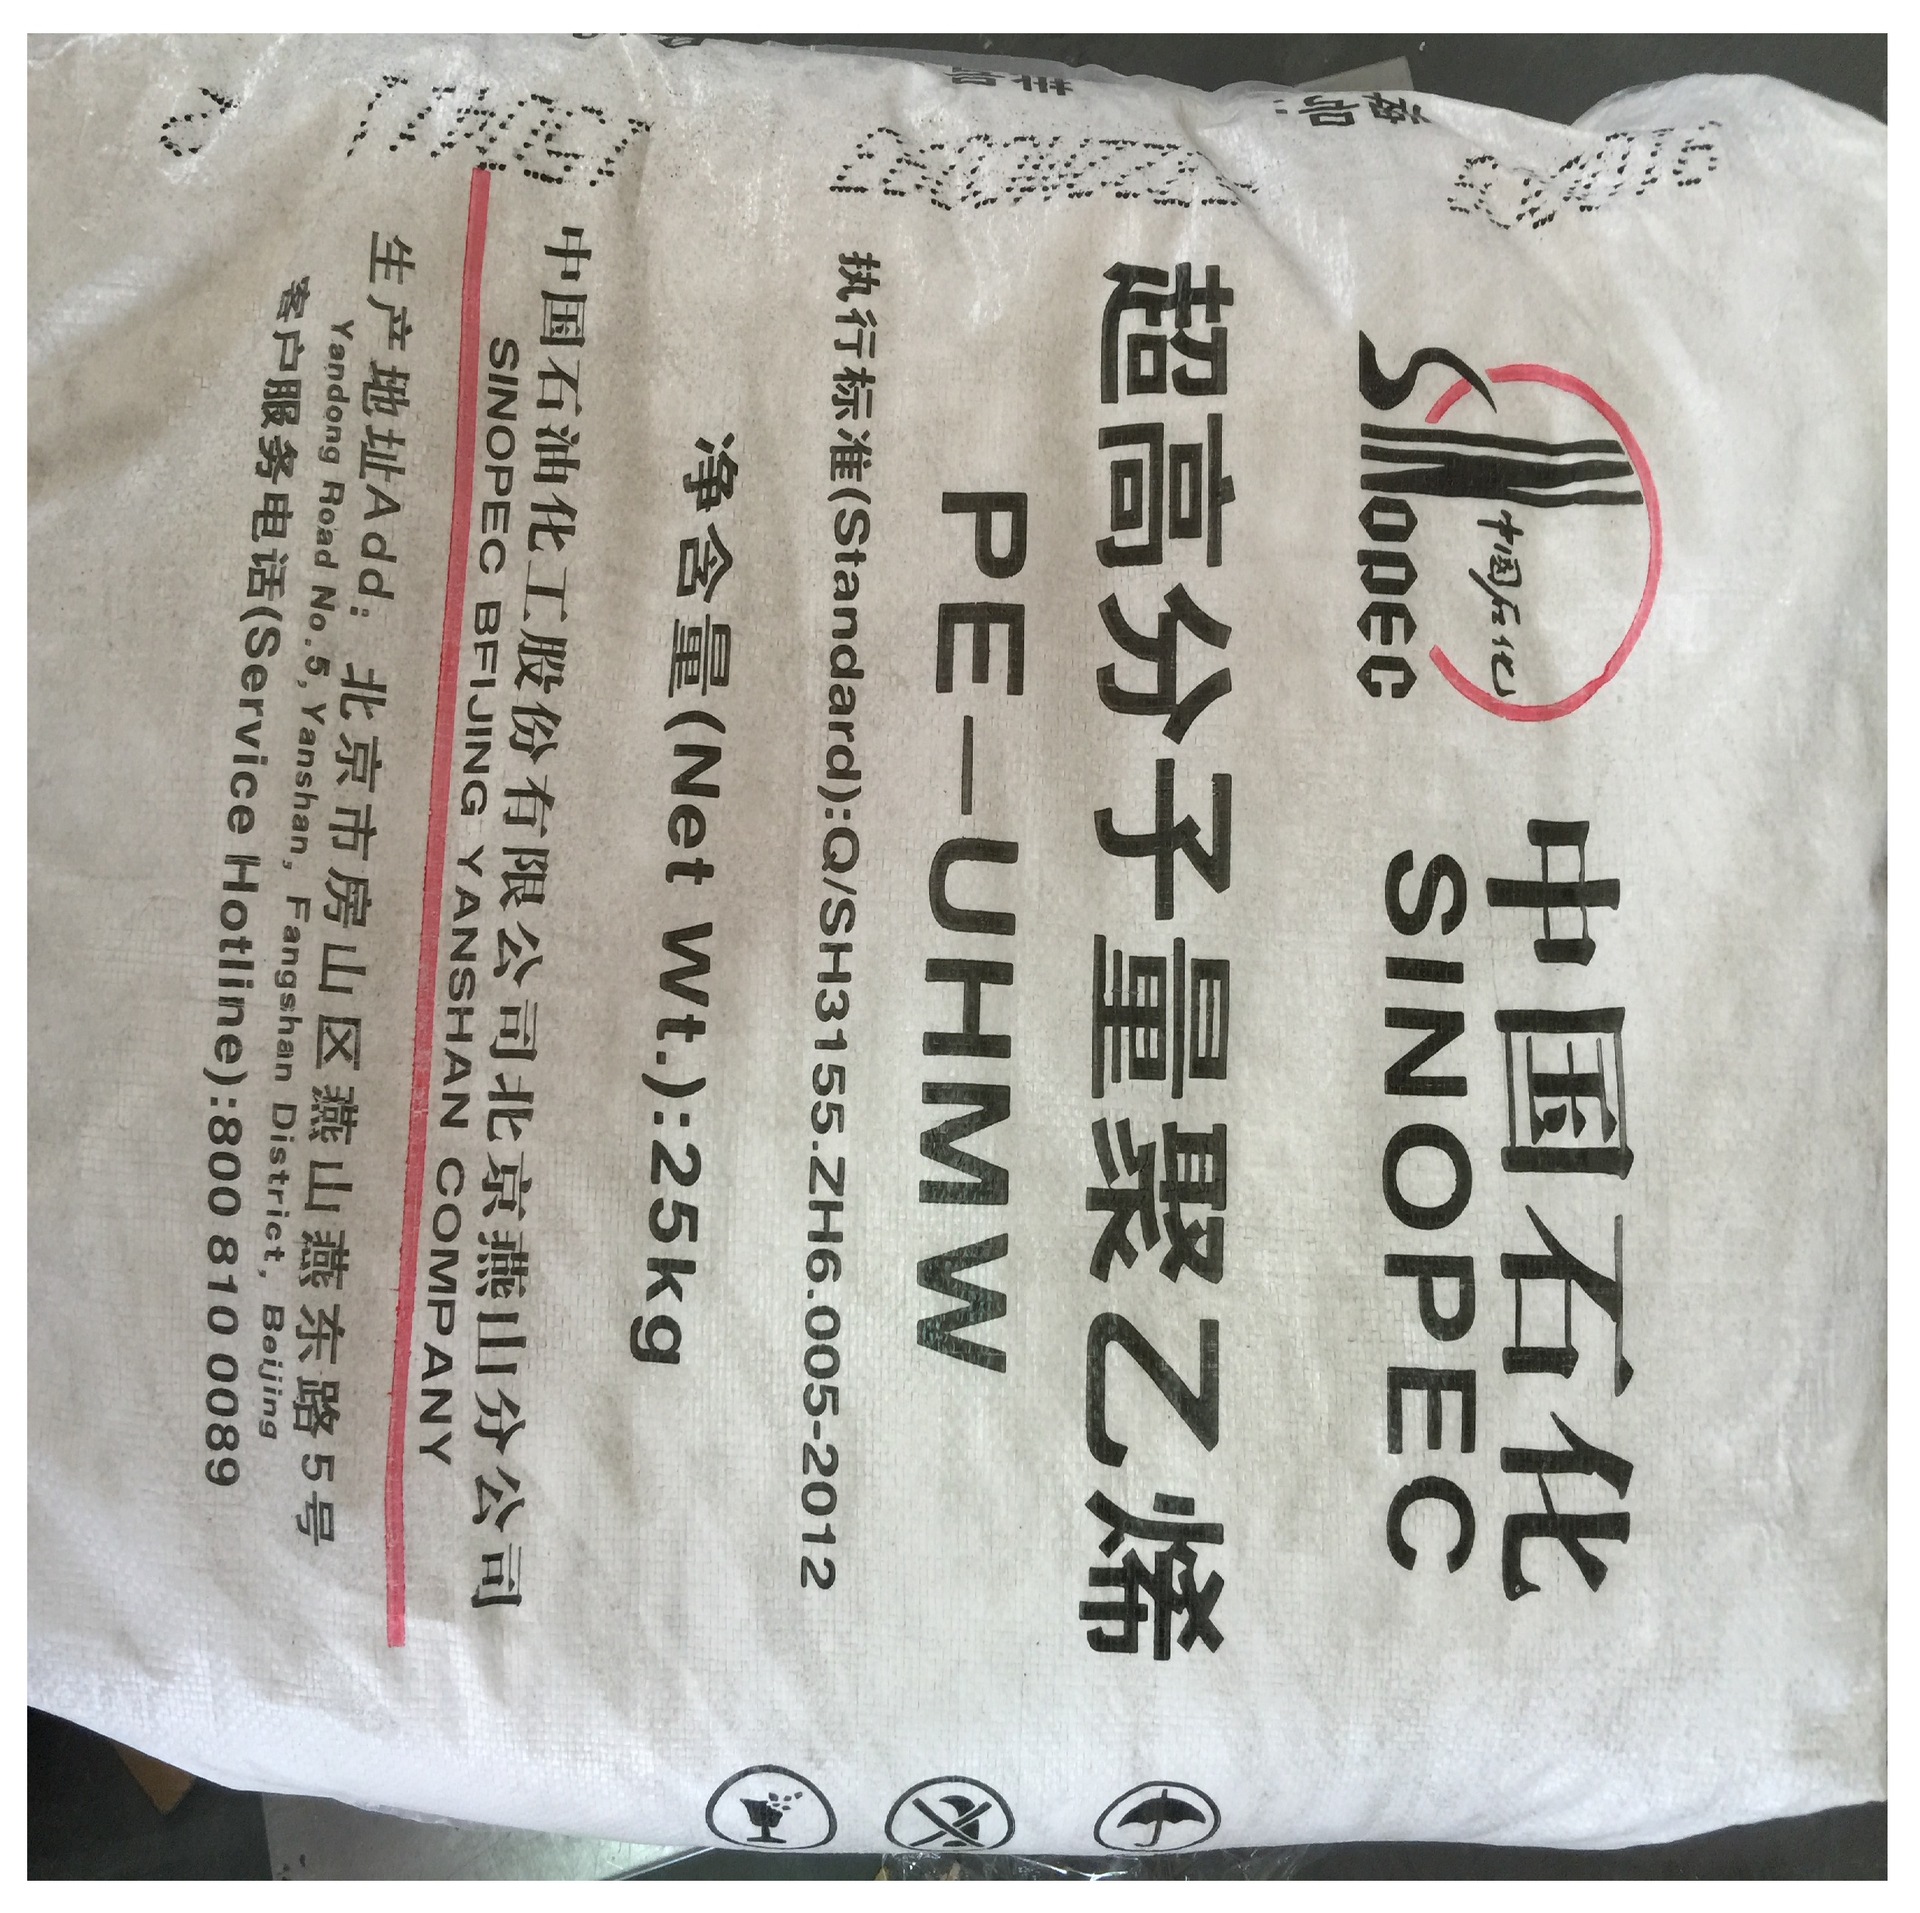 SINOPEC
中国石化
中国石化
SINOPEC
超高分子量聚乙烯
PE-UHMW
执行标准(Standard):Q/SH3155.ZH6.005-2012
净含量(Net Wt.):25kg
中国石油化工股份有限公司北京燕山分公司
SINOPEC BEIJING YANSHAN COMPANY
生产地址Add: 北京市房山区燕山燕东路5号
Yandong Road No.5, Yanshan, Fangshan District, Beijing
客户服务电话(Service Hotline):800 810 0089